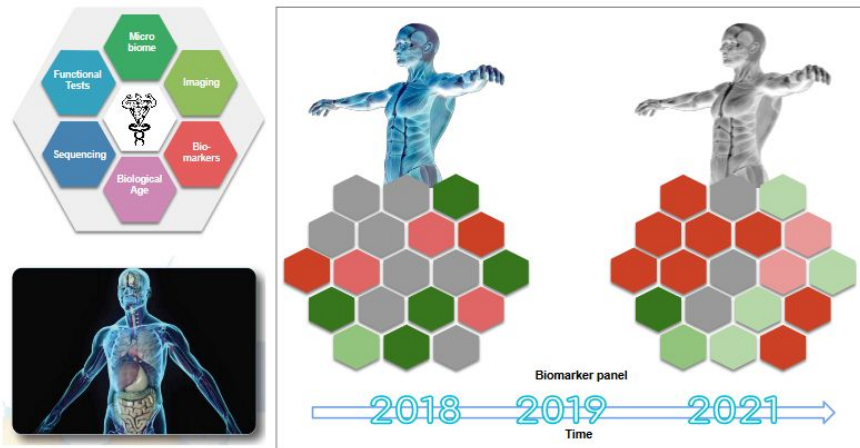 Micro
biome
Functional
Tests
Imaging
Sequencing
Bio-
markers
Biological
Age
Biomarker panel
2018 2019 2021
Time